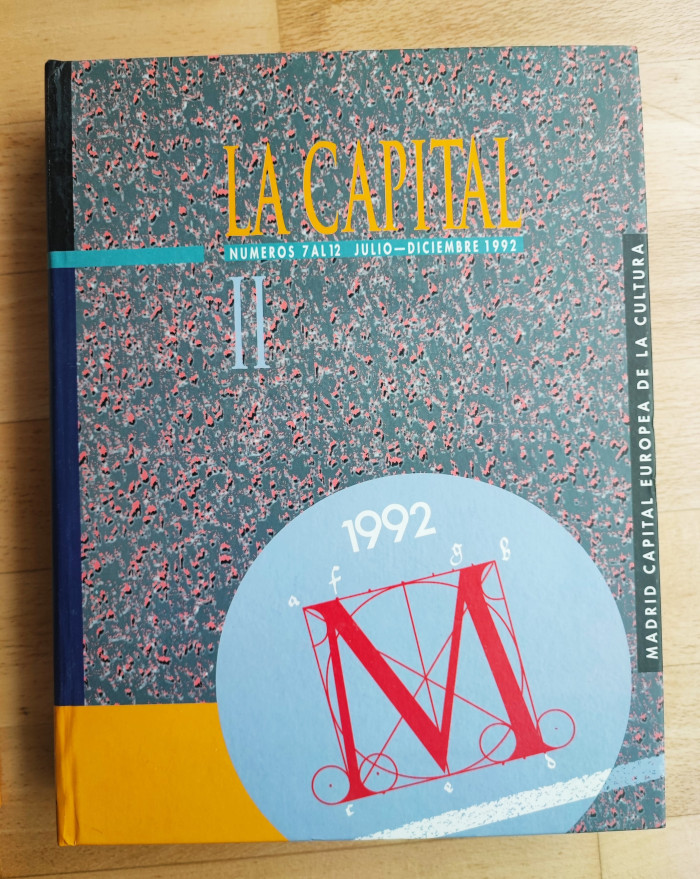 LA CAPITAL
NUMEROS 7 AL 12 JULIO—DICIEMBRE 1992
II
MADRID CAPITAL EUROPEA DE LA CULTURA
1992
a f g B
M
c e b